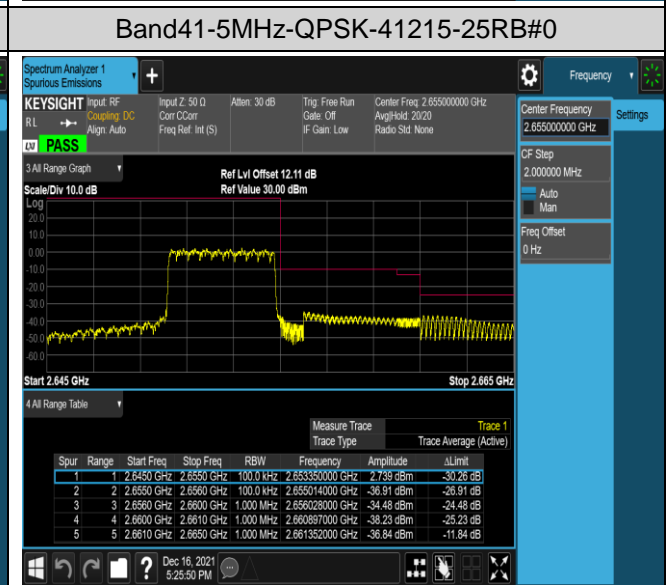 Band41-5MHz-QPSK-41215-25RB#0
Spectrum Analyzer 1
Spurious Emissions
+
Frequency
KEYSIGHT Input: RF Input Z: 50 Ω Atten: 30 dB Trig: Free Run Center Freq: 2.655000000 GHz
RL Coupling: DC Corr CCorr Gate: Off Avg|Hold: 20/20
Align: Auto Freq Ref: Int (S) IF Gain: Low Radio Std: None
LXI PASS
Center Frequency
2.655000000 GHz
Settings
CF Step
2.000000 MHz
Auto
Man
Freq Offset
0 Hz
3 All Range Graph
Ref Lvl Offset 12.11 dB
Scale/Div 10.0 dB Ref Value 30.00 dBm
Log
20.0
10.0
0.00
-10.0
-20.0
-30.0
-40.0
-50.0
-60.0
Start 2.645 GHz Stop 2.665 GHz
4 All Range Table
Measure Trace Trace 1
Trace Type Trace Average (Active)
Spur Range Start Freq Stop Freq RBW Frequency Amplitude ΔLimit
1 1 2.6450 GHz 2.6550 GHz 100.0 kHz 2.653350000 GHz 2.739 dBm -30.26 dB
2 2 2.6550 GHz 2.6560 GHz 100.0 kHz 2.655014000 GHz -36.91 dBm -26.91 dB
3 3 2.6560 GHz 2.6600 GHz 1.000 MHz 2.656028000 GHz -34.48 dBm -24.48 dB
4 4 2.6600 GHz 2.6610 GHz 1.000 MHz 2.660897000 GHz -38.23 dBm -25.23 dB
5 5 2.6610 GHz 2.6650 GHz 1.000 MHz 2.661352000 GHz -36.84 dBm -11.84 dB
?
Dec 16, 2021
5:25:50 PM